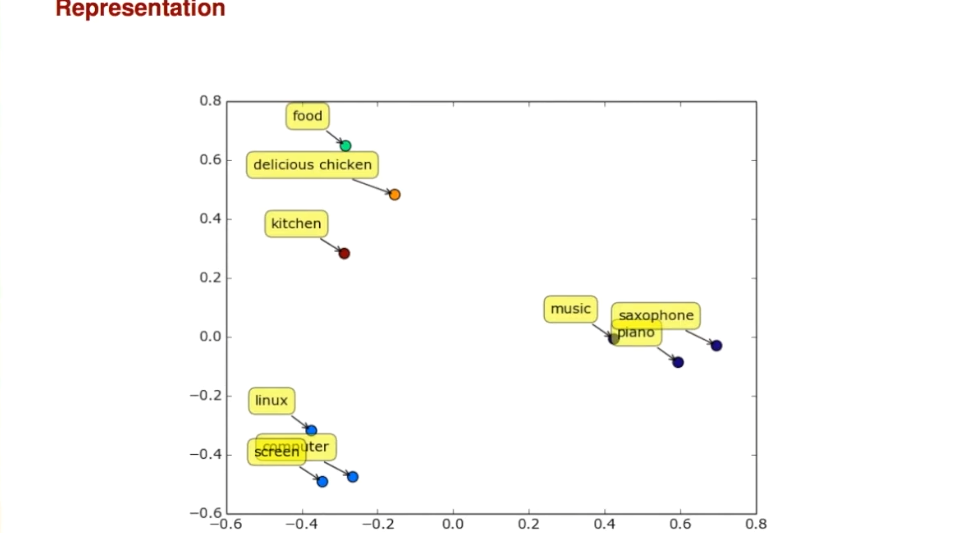 Representation
0.8
food
0.6
delicious chicken
0.4
kitchen
0.2
music
saxophone
piano
0.0
−0.2
linux
computer
screen
−0.4
−0.6
−0.6 −0.4 −0.2 0.0 0.2 0.4 0.6 0.8